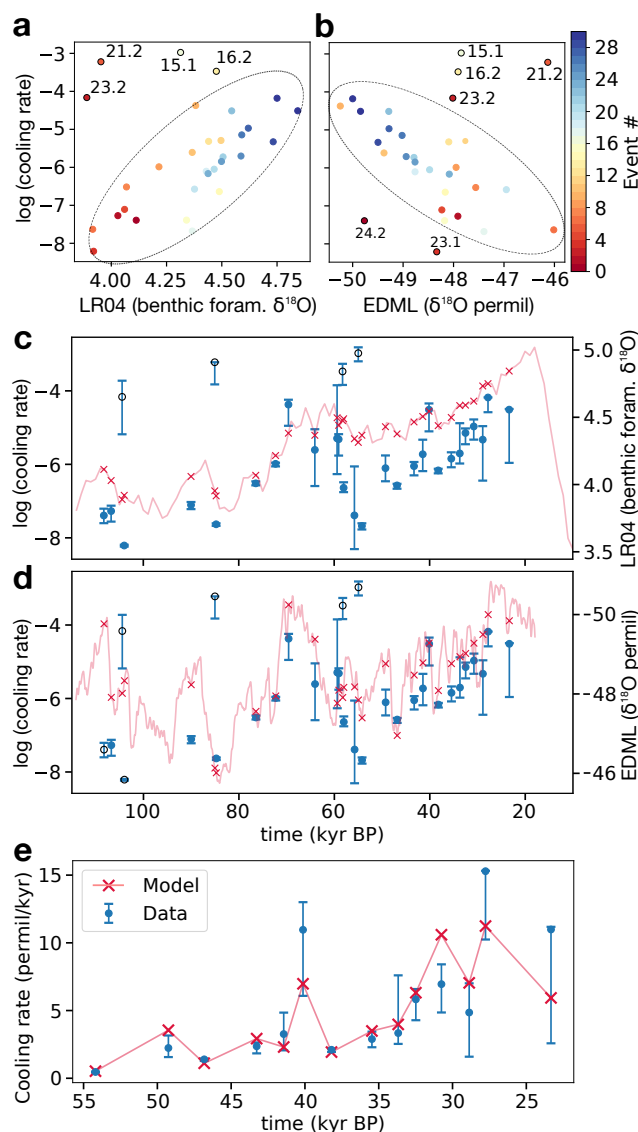 a
b
log (cooling rate)
−3
−4
−5
−6
−7
−8
21.2
15.1
16.2
23.2
15.1
16.2
21.2
23.2
24.2
23.1
28
24
20
16
12
8
4
0
Event #
4.00 4.25 4.50 4.75
−50 −49 −48 −47 −46
LR04 (benthic foram. δ¹⁸O)
EDML (δ¹⁸O permil)
c
log (cooling rate)
−4
−6
−8
5.0
4.5
4.0
3.5
LR04 (benthic foram. δ¹⁸O)
d
log (cooling rate)
−4
−6
−8
−50
−48
−46
EDML (δ¹⁸O permil)
100 80 60 40 20
time (kyr BP)
e
Cooling rate (permil/kyr)
15
10
5
0
Model
Data
55 50 45 40 35 30 25
time (kyr BP)